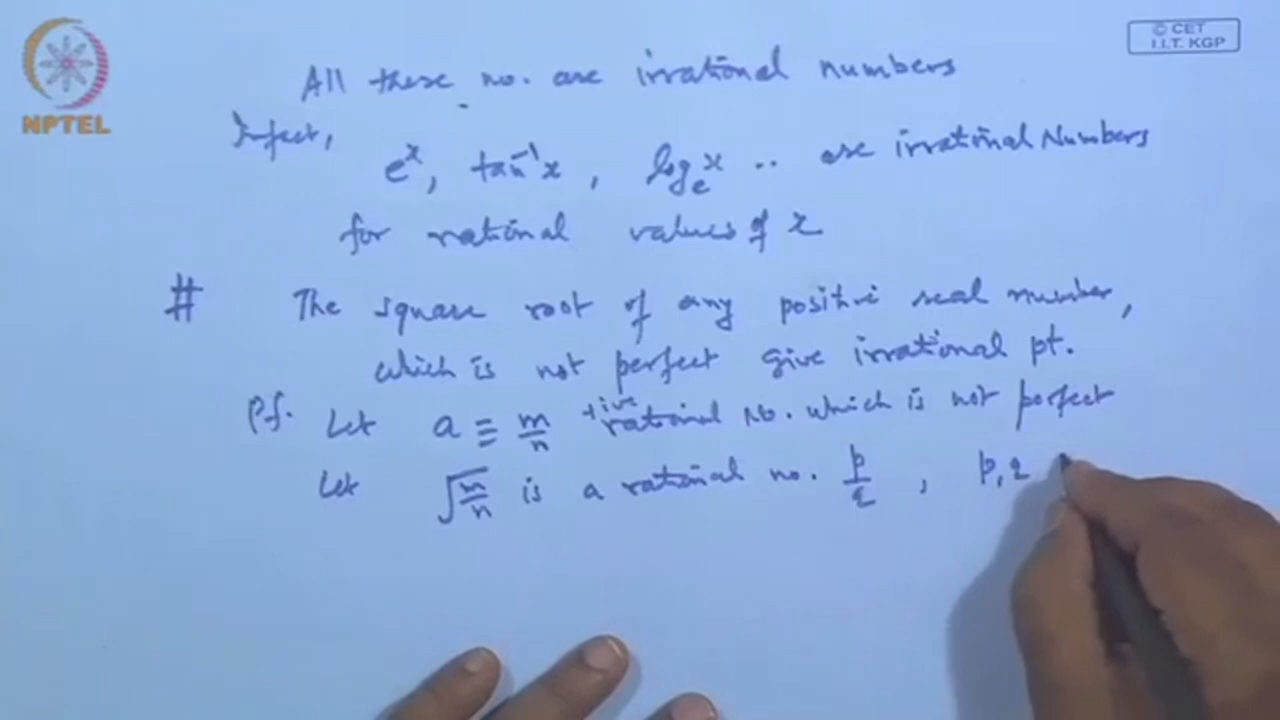 © CET
I.I.T. KGP
NPTEL
All these no. are irrational numbers
Infact,
eˣ, tan⁻¹x, logₑx .. are irrational Numbers
for rational values of x
# The square root of any positive real number,
which is not perfect give irrational pt.
Pf. Let a ≡ m/n +ive rational No. which is not perfect
Let √(m/n) is a rational no. p/q , p, q